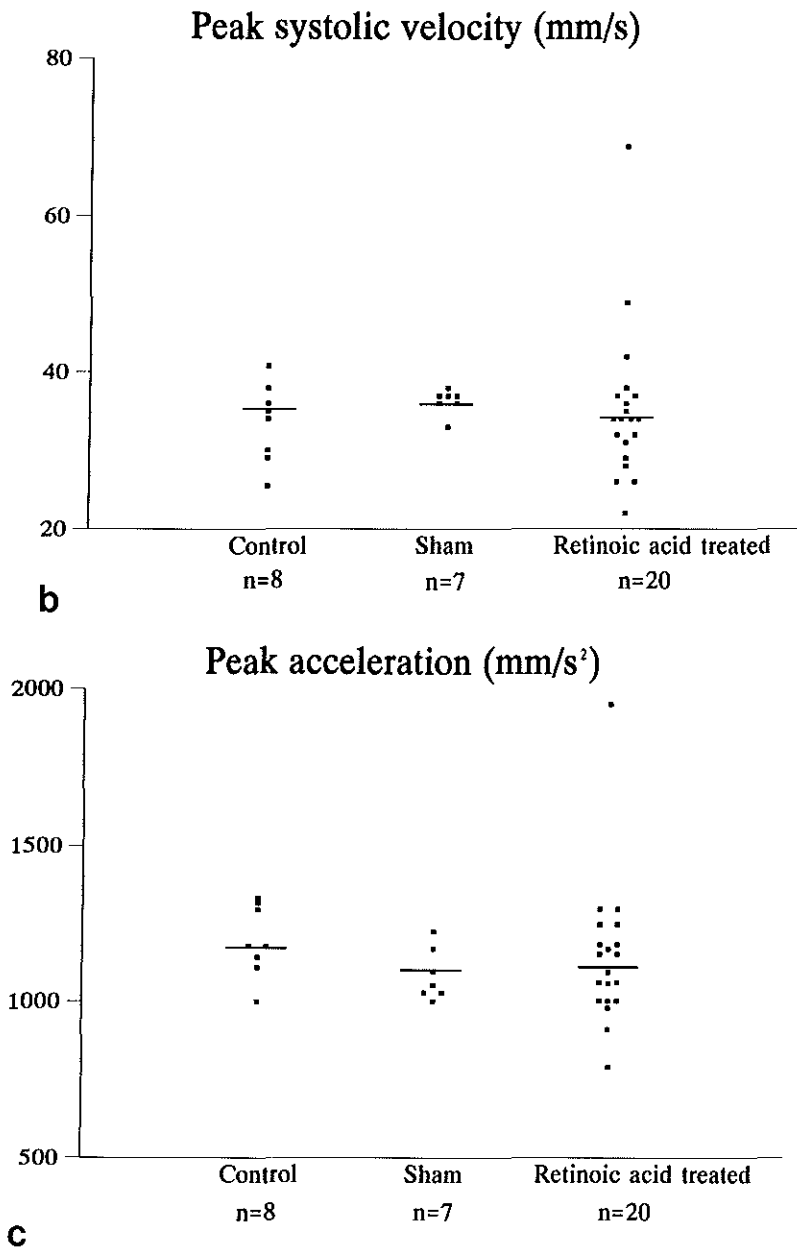 Peak systolic velocity (mm/s)
80
60
40
20
Control Sham Retinoic acid treated
n=8 n=7 n=20
b
Peak acceleration (mm/s²)
2000
1500
1000
500
Control Sham Retinoic acid treated
n=8 n=7 n=20
c